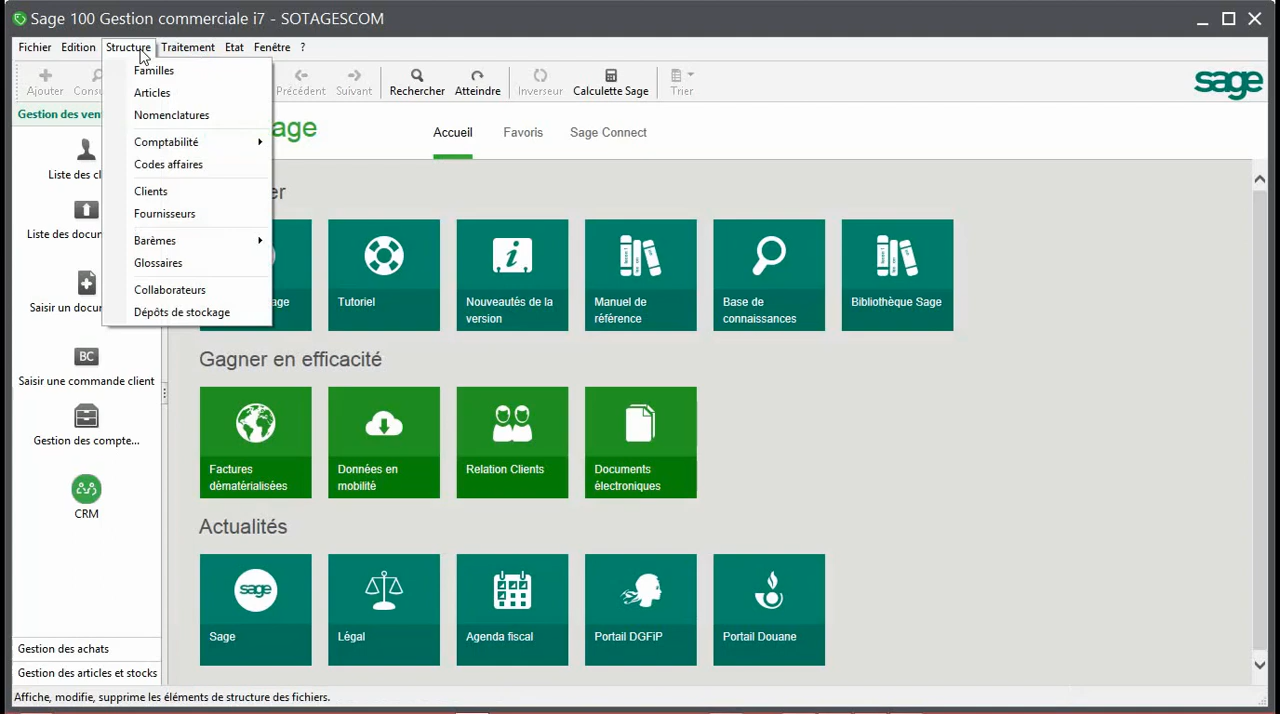 Sage 100 Gestion commerciale i7 - SOTAGESCOM
Fichier Edition Structure Traitement Etat Fenêtre ?
Ajouter Précédent Suivant Rechercher Atteindre Inverseur Calculette Sage Trier
sage
Familles
Articles
Nomenclatures
Comptabilité
Codes affaires
Clients
Fournisseurs
Barèmes
Glossaires
Collaborateurs
Dépôts de stockage
Gestion des ven
Liste des cl
Liste des docun
Saisir un docu
BC
Saisir une commande client
Gestion des compte...
CRM
Gestion des achats
Gestion des articles et stocks
age
Accueil Favoris Sage Connect
er
age
Tutoriel
Nouveautés de la
version
Manuel de
référence
Base de
connaissances
Bibliothèque Sage
Gagner en efficacité
Factures
dématérialisées
Données en
mobilité
Relation Clients
Documents
électroniques
Actualités
sage
Sage
Légal
Agenda fiscal
Portail DGFiP
Portail Douane
Affiche, modifie, supprime les éléments de structure des fichiers.